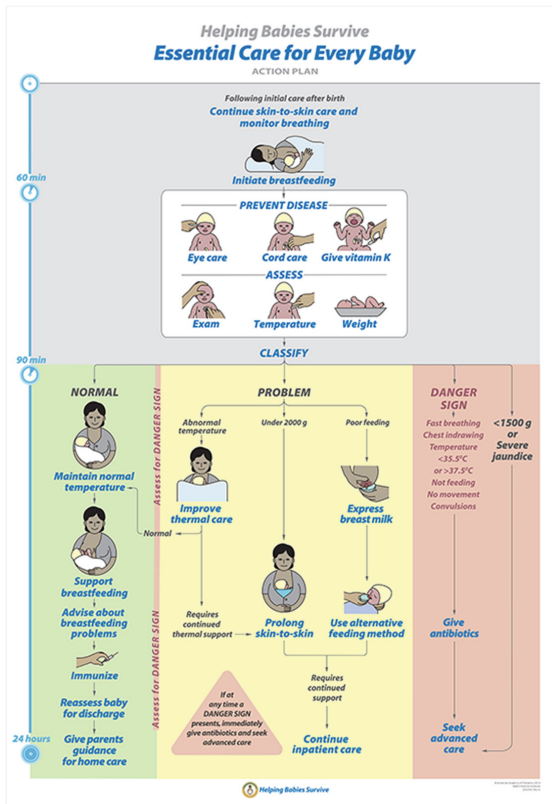 Helping Babies Survive
Essential Care for Every Baby
ACTION PLAN
Following initial care after birth
Continue skin-to-skin care and
monitor breathing
60 min
Initiate breastfeeding
PREVENT DISEASE
Eye care
Cord care
Give vitamin K
ASSESS
Exam
Temperature
Weight
90 min
CLASSIFY
NORMAL
Maintain normal
temperature
Support
breastfeeding
Advise about
breastfeeding
problems
Immunize
Reassess baby
for discharge
24 hours
Give parents
guidance
for home care
Assess for DANGER SIGN
Assess for DANGER SIGN
PROBLEM
Abnormal
temperature
Improve
thermal care
Normal
Requires
continued
thermal support
Under 2000 g
Prolong
skin-to-skin
Poor feeding
Express
breast milk
Use alternative
feeding method
Requires
continued
support
Continue
inpatient care
If at
any time a
DANGER SIGN
presents, immediately
give antibiotics and seek
advanced care
DANGER
SIGN
Fast breathing
Chest indrawing
Temperature
<35.5ºC
or >37.5ºC
Not feeding
No movement
Convulsions
Give
antibiotics
Seek
advanced
care
<1500 g
or
Severe
jaundice
Helping Babies Survive